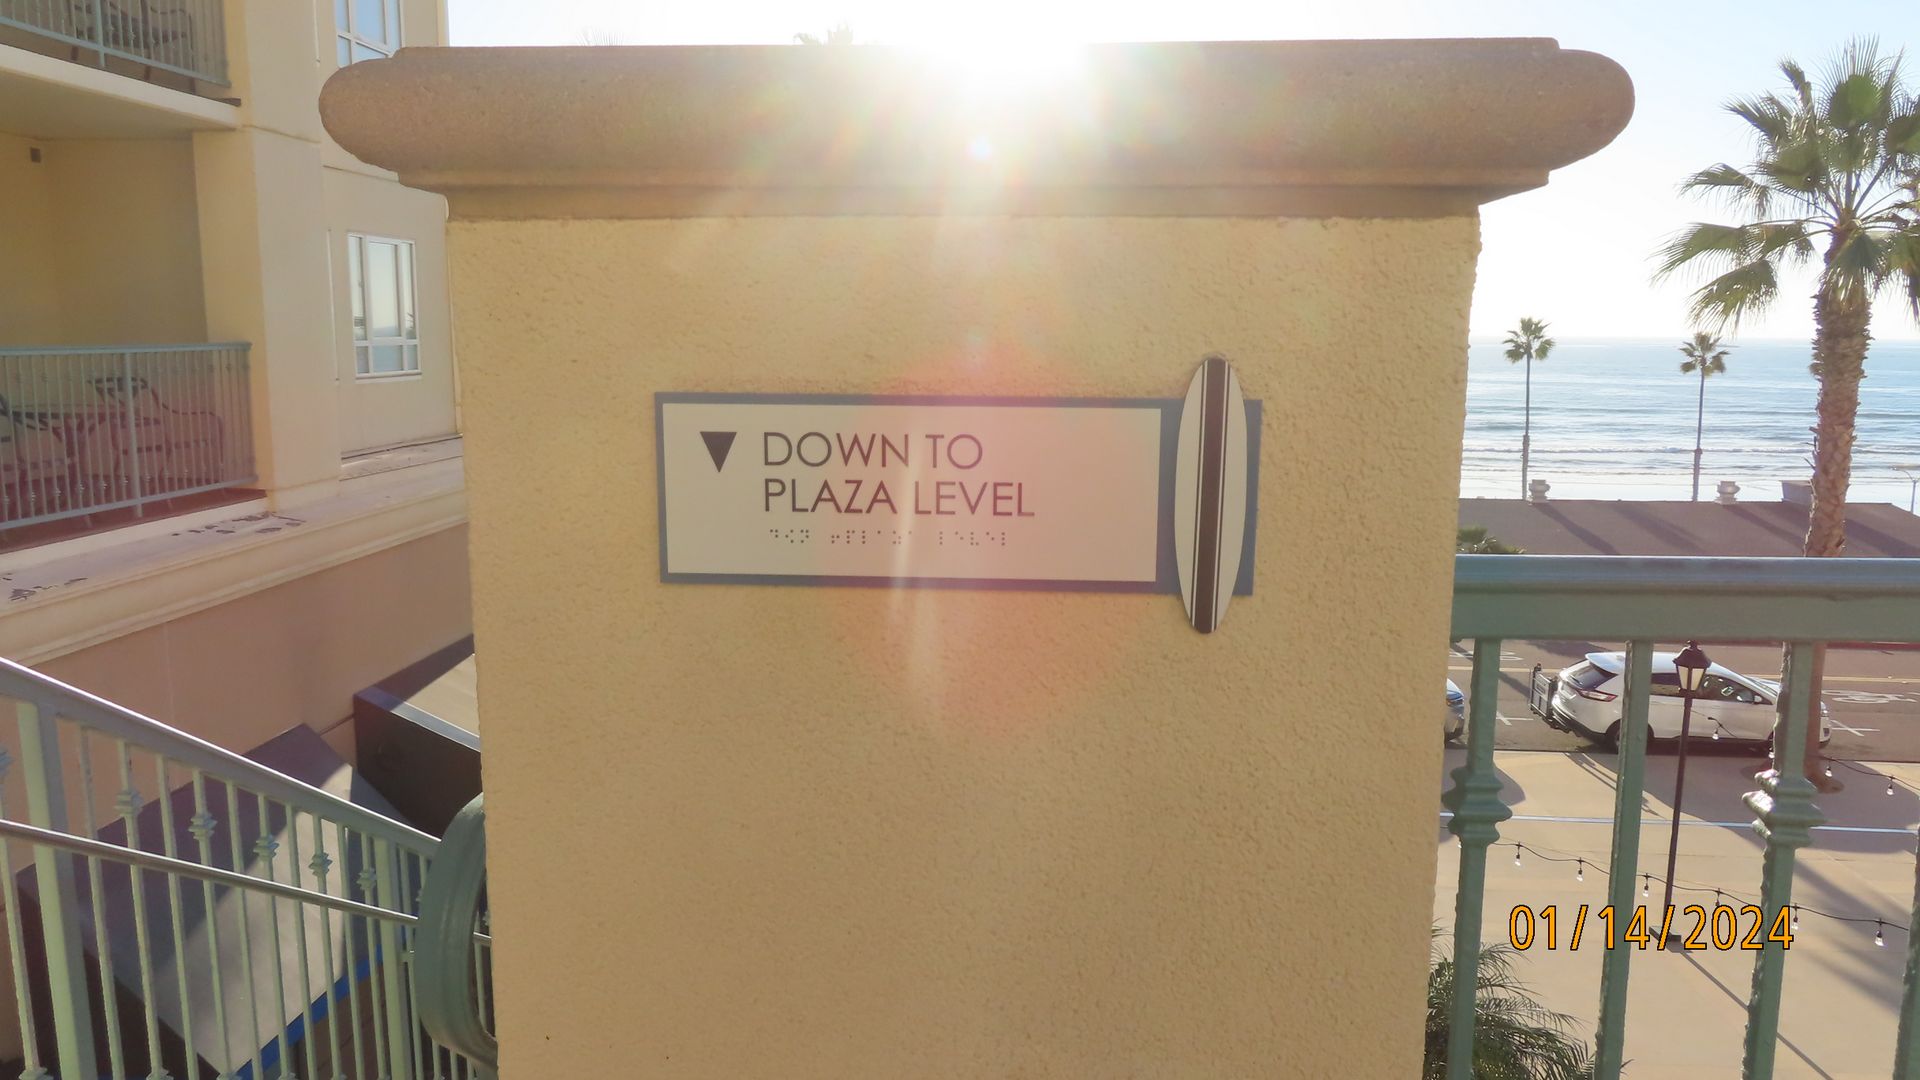 ▼ DOWN TO
PLAZA LEVEL
01/14/2024